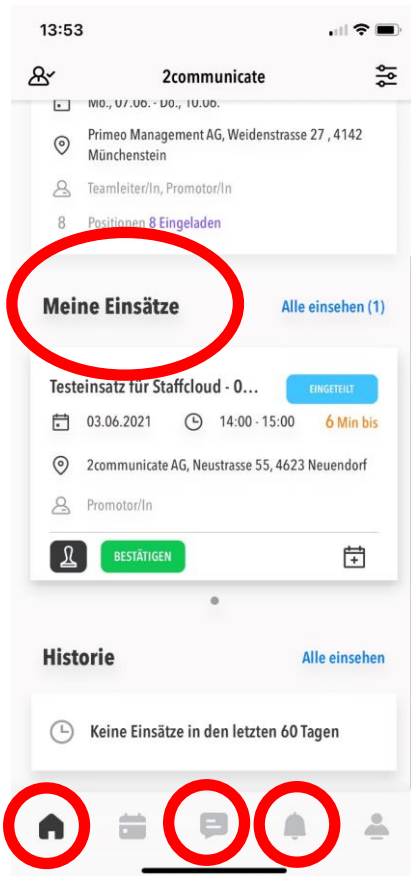 13:53
2communicate
Mo., 07.06. - Do., 10.06.
Primeo Management AG, Weidenstrasse 27 , 4142
Münchenstein
Teamleiter/In, Promotor/In
8 Positionen 8 Eingeladen
Meine Einsätze Alle einsehen (1)
Testeinsatz für Staffcloud - 0... EINGETEILT
03.06.2021 14:00 - 15:00 6 Min bis
2communicate AG, Neustrasse 55, 4623 Neuendorf
Promotor/In
BESTÄTIGEN
Historie Alle einsehen
Keine Einsätze in den letzten 60 Tagen